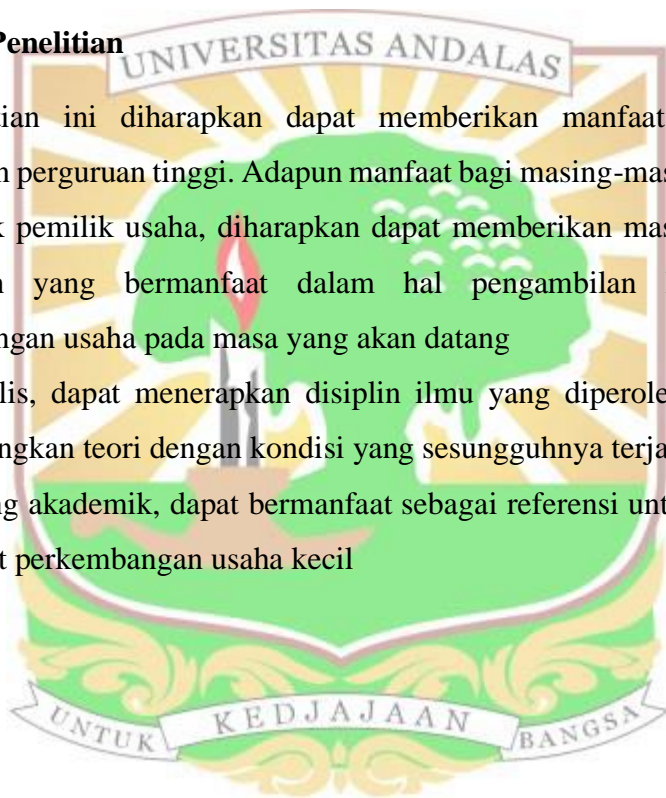 Penelitian
UNIVERSITAS ANDALAS
ian ini diharapkan dapat memberikan manfaat
n perguruan tinggi. Adapun manfaat bagi masing-mas
k pemilik usaha, diharapkan dapat memberikan mas
n yang bermanfaat dalam hal pengambilan
ngan usaha pada masa yang akan datang
lis, dapat menerapkan disiplin ilmu yang diperole
ngkan teori dengan kondisi yang sesungguhnya terja
ng akademik, dapat bermanfaat sebagai referensi unt
t perkembangan usaha kecil
UNTUK KEDJAJAAN BANGSA